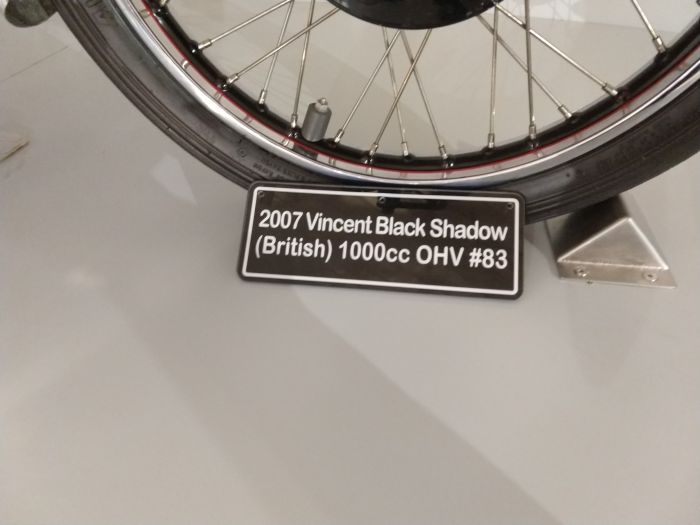 2007 Vincent Black Shadow
(British) 1000cc OHV #83